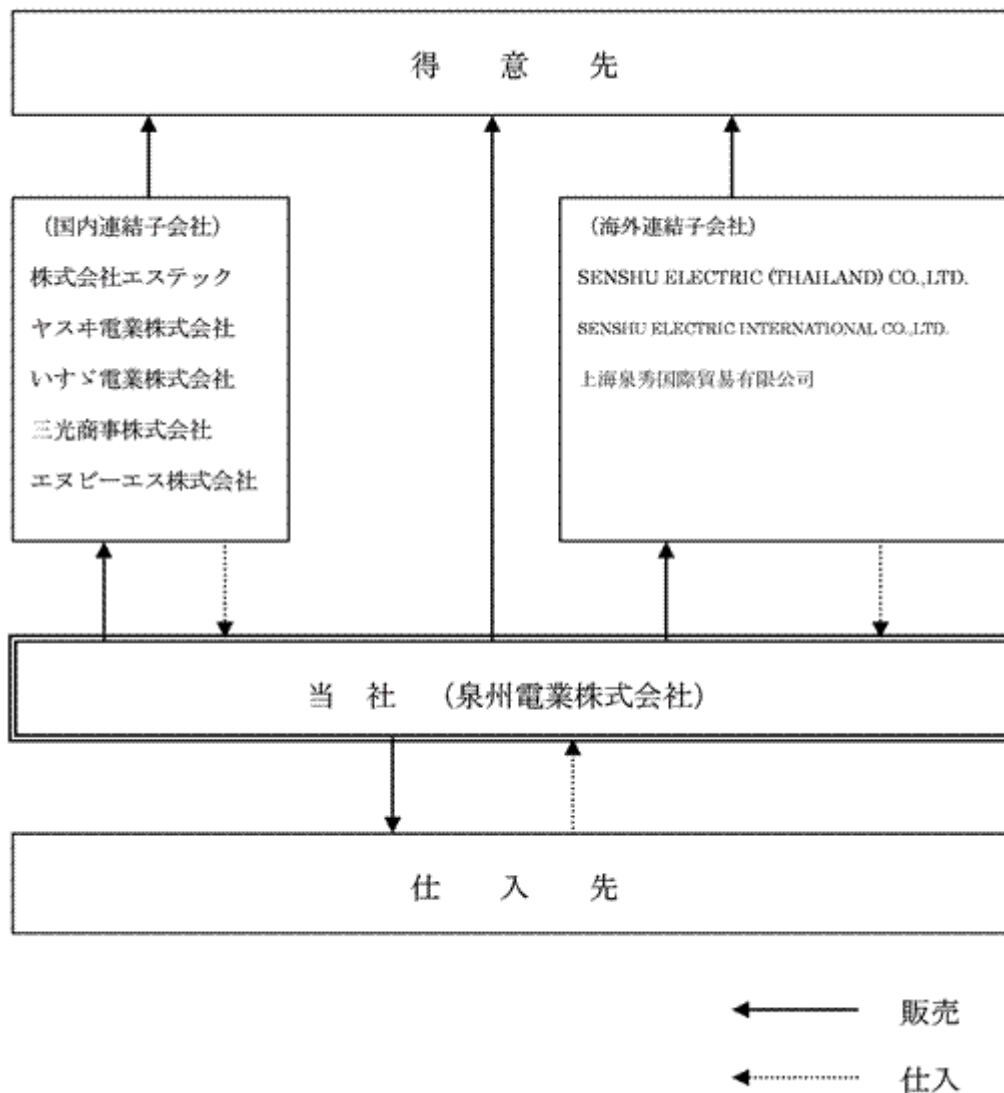 得 意 先
(国内連結子会社)
株式会社エステック
ヤスヰ電業株式会社
いすゞ電業株式会社
三光商事株式会社
エヌビーエス株式会社
(海外連結子会社)
SENSHU ELECTRIC (THAILAND) CO.,LTD.
SENSHU ELECTRIC INTERNATIONAL CO.,LTD.
上海泉秀国際貿易有限公司
当 社 (泉州電業株式会社)
仕 入 先
販売
仕入